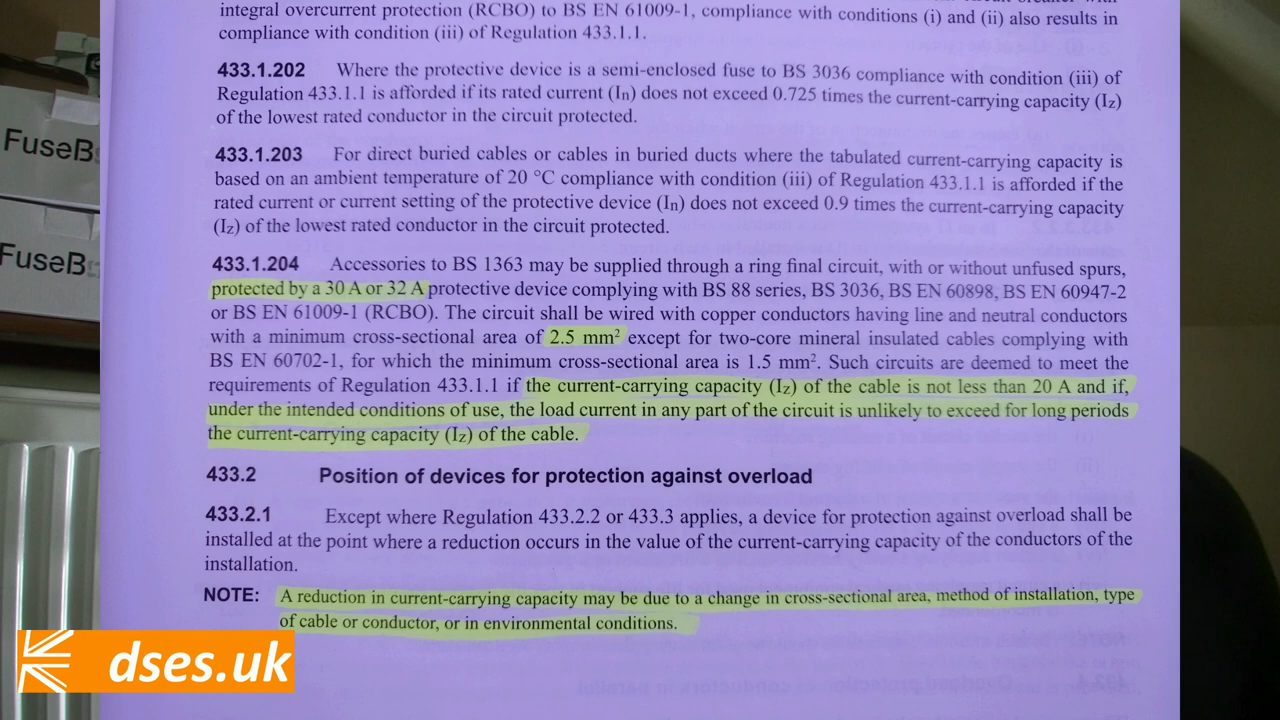 integral overcurrent protection (RCBO) to BS EN 61009-1, compliance with conditions (i) and (ii) also results in
compliance with condition (iii) of Regulation 433.1.1.
433.1.202 Where the protective device is a semi-enclosed fuse to BS 3036 compliance with condition (iii) of
Regulation 433.1.1 is afforded if its rated current (In) does not exceed 0.725 times the current-carrying capacity (Iz)
of the lowest rated conductor in the circuit protected.
433.1.203 For direct buried cables or cables in buried ducts where the tabulated current-carrying capacity is
based on an ambient temperature of 20 °C compliance with condition (iii) of Regulation 433.1.1 is afforded if the
rated current or current setting of the protective device (In) does not exceed 0.9 times the current-carrying capacity
(Iz) of the lowest rated conductor in the circuit protected.
433.1.204 Accessories to BS 1363 may be supplied through a ring final circuit, with or without unfused spurs,
protected by a 30 A or 32 A protective device complying with BS 88 series, BS 3036, BS EN 60898, BS EN 60947-2
or BS EN 61009-1 (RCBO). The circuit shall be wired with copper conductors having line and neutral conductors
with a minimum cross-sectional area of 2.5 mm² except for two-core mineral insulated cables complying with
BS EN 60702-1, for which the minimum cross-sectional area is 1.5 mm². Such circuits are deemed to meet the
requirements of Regulation 433.1.1 if the current-carrying capacity (Iz) of the cable is not less than 20 A and if,
under the intended conditions of use, the load current in any part of the circuit is unlikely to exceed for long periods
the current-carrying capacity (Iz) of the cable.
433.2 Position of devices for protection against overload
433.2.1 Except where Regulation 433.2.2 or 433.3 applies, a device for protection against overload shall be
installed at the point where a reduction occurs in the value of the current-carrying capacity of the conductors of the
installation.
NOTE: A reduction in current-carrying capacity may be due to a change in cross-sectional area, method of installation, type
of cable or conductor, or in environmental conditions.
FuseB
FuseB
dses.uk